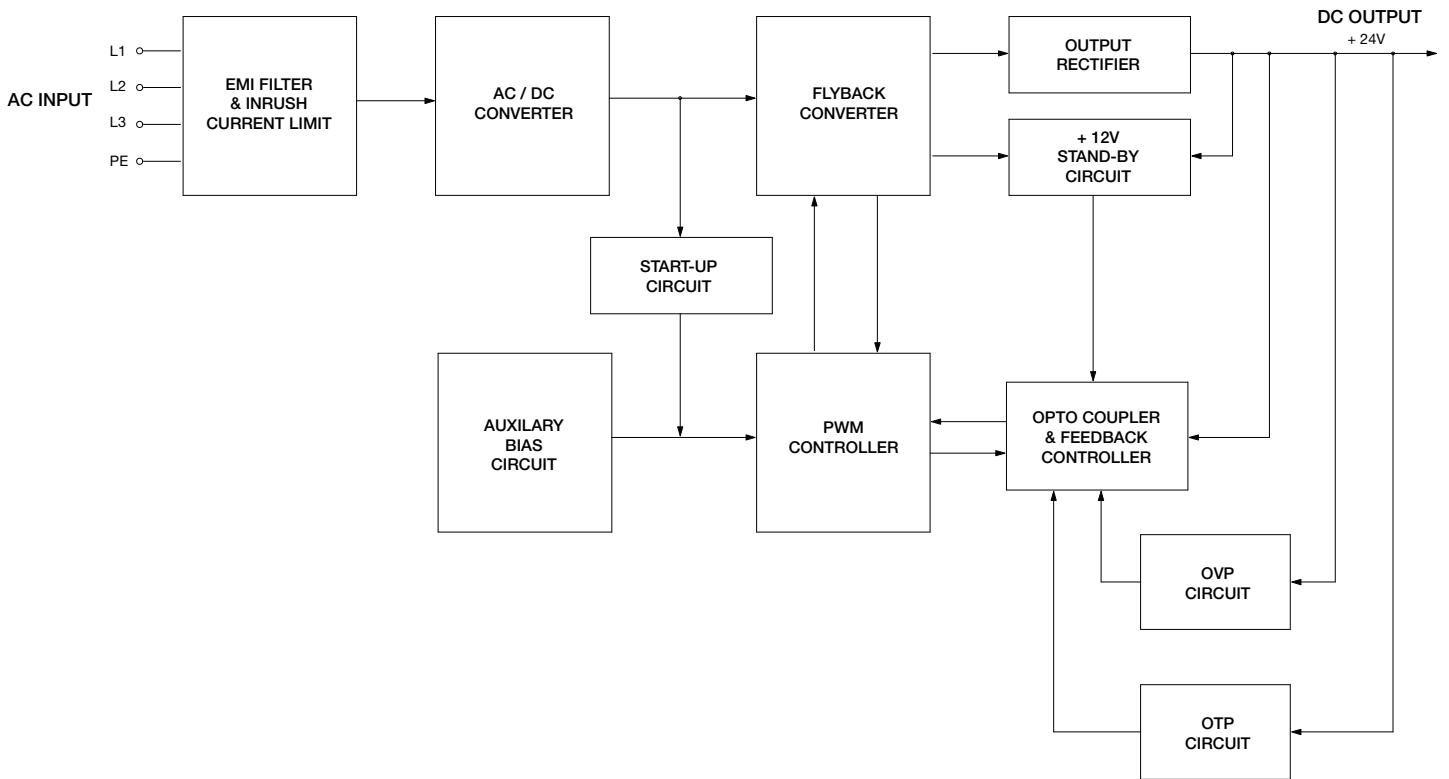 DC OUTPUT
+ 24V
AC INPUT
L1
L2
L3
PE
EMI FILTER
& INRUSH
CURRENT LIMIT
AC / DC
CONVERTER
FLYBACK
CONVERTER
OUTPUT
RECTIFIER
+ 12V
STAND-BY
CIRCUIT
START-UP
CIRCUIT
AUXILARY
BIAS
CIRCUIT
PWM
CONTROLLER
OPTO COUPLER
& FEEDBACK
CONTROLLER
OVP
CIRCUIT
OTP
CIRCUIT